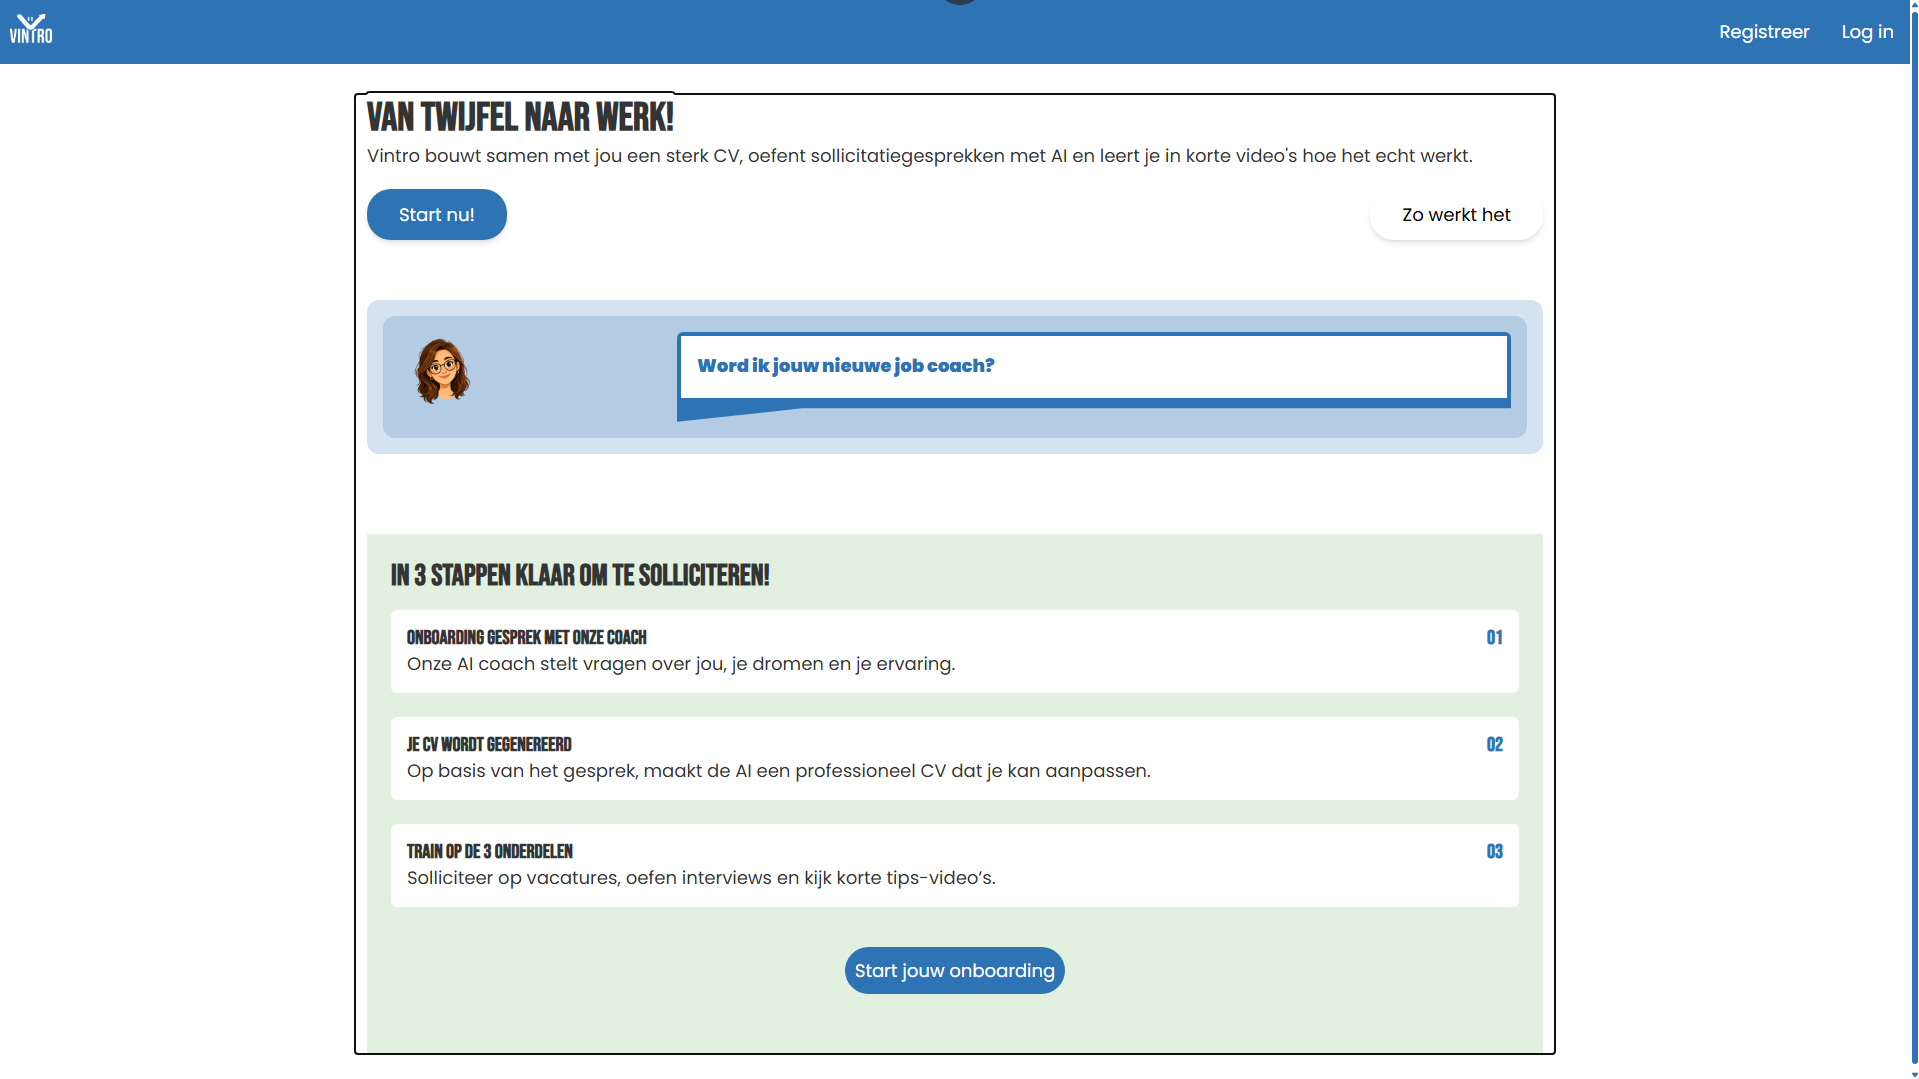 VINTRO
Registreer
Log in
VAN TWIJFEL NAAR WERK!
Vintro bouwt samen met jou een sterk CV, oefent sollicitatiegesprekken met AI en leert je in korte video's hoe het echt werkt.
Start nu!
Zo werkt het
Word ik jouw nieuwe job coach?
IN 3 STAPPEN KLAAR OM TE SOLLICITEREN!
ONBOARDING GESPREK MET ONZE COACH
01
Onze AI coach stelt vragen over jou, je dromen en je ervaring.
JE CV WORDT GEGENEREERD
02
Op basis van het gesprek, maakt de AI een professioneel CV dat je kan aanpassen.
TRAIN OP DE 3 ONDERDELEN
03
Solliciteer op vacatures, oefen interviews en kijk korte tips-video’s.
Start jouw onboarding